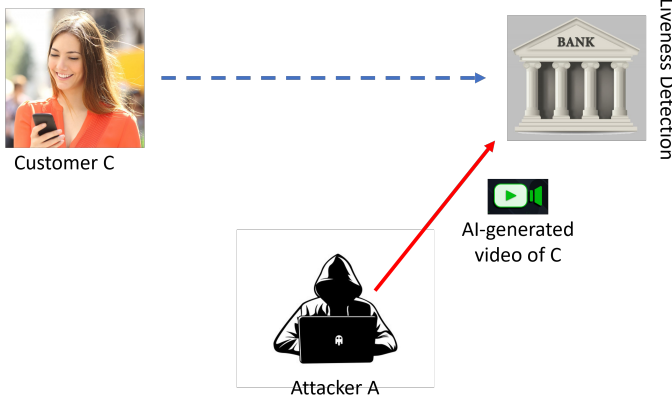 BANK
Liveness Detection
Customer C
AI-generated
video of C
Attacker A